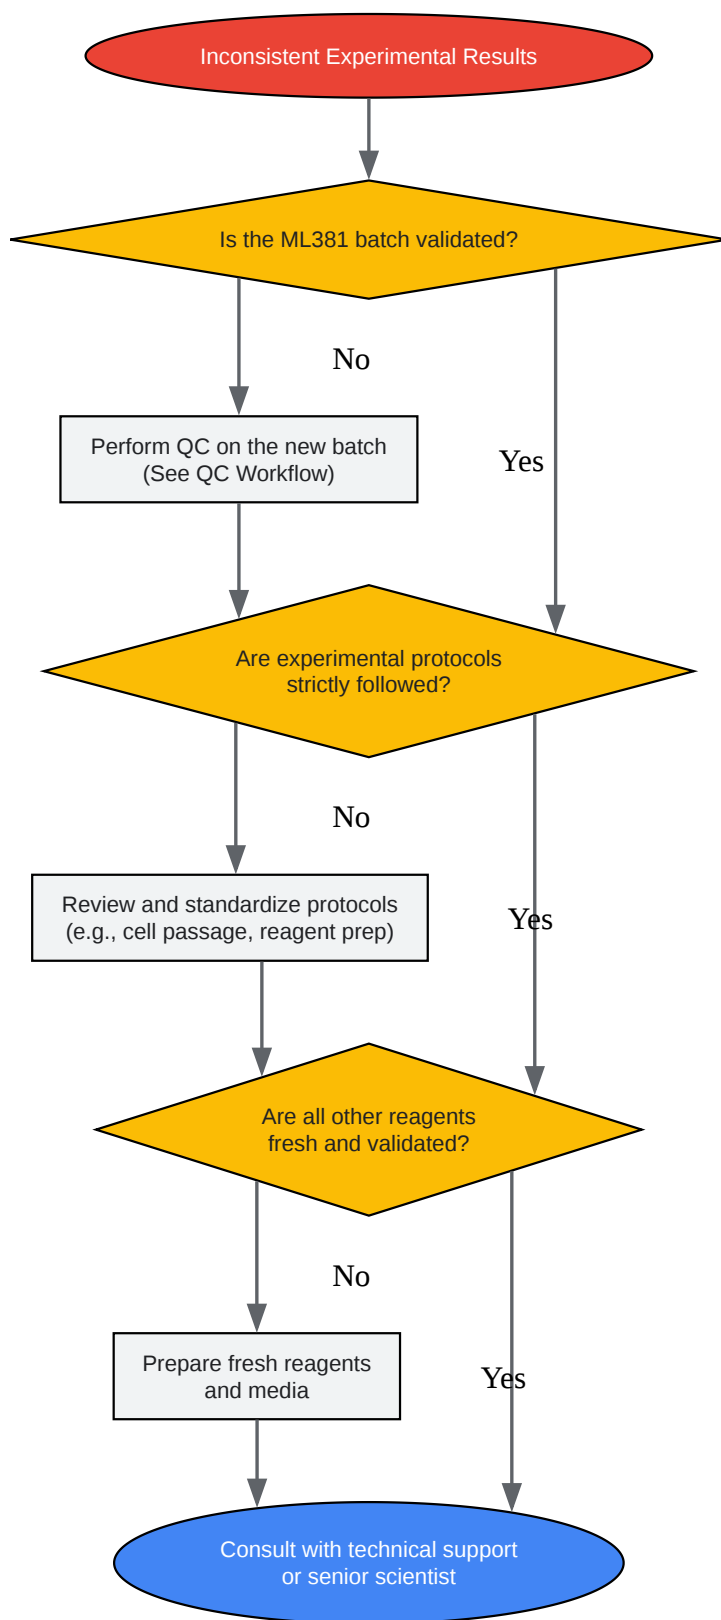 Inconsistent Experimental Results
Is the ML381 batch validated?
No
Perform QC on the new batch
(See QC Workflow)
Yes
Are experimental protocols
strictly followed?
No
Review and standardize protocols
(e.g., cell passage, reagent prep)
Yes
Are all other reagents
fresh and validated?
No
Prepare fresh reagents
and media
Yes
Consult with technical support
or senior scientist